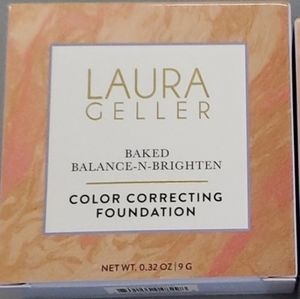 LAURA
GELLER
BAKED
BALANCE-N-BRIGHTEN
COLOR CORRECTING
FOUNDATION
NET WT. 0.32 OZ | 9 G